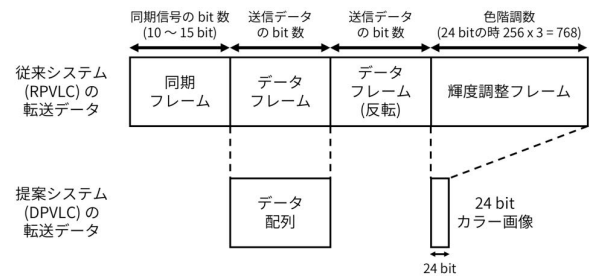 同期信号の bit 数
(10 ～ 15 bit)
送信データ
の bit 数
送信データ
の bit 数
色階調数
(24 bitの時 256 x 3 = 768)
従来システム
(RPVLC) の
転送データ
同期
フレーム
データ
フレーム
データ
フレーム
(反転)
輝度調整フレーム
提案システム
(DPVLC) の
転送データ
データ
配列
24 bit
カラー画像
24 bit